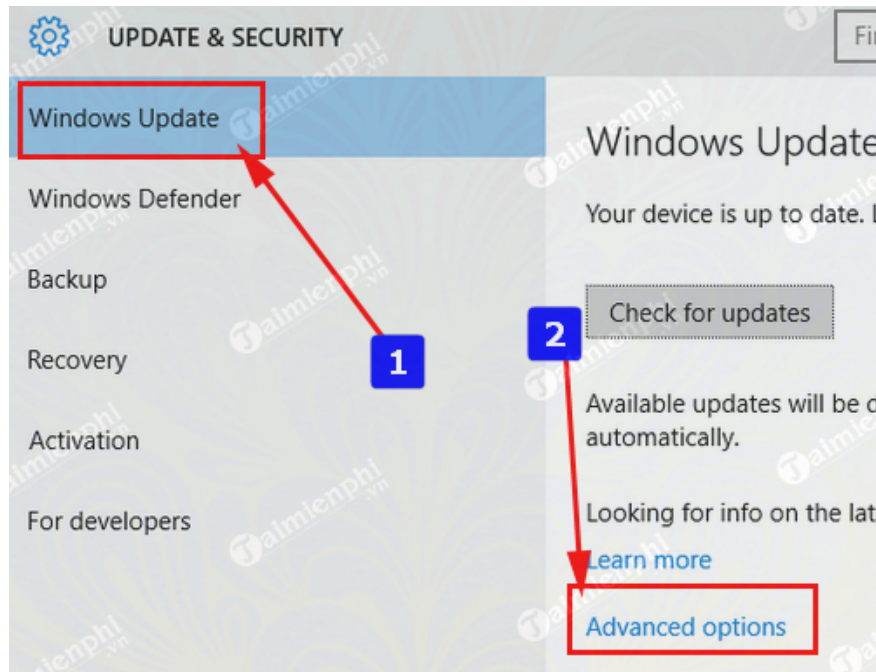 UPDATE & SECURITY
Windows Update
Windows Defender
Backup
Recovery
Activation
For developers
1
Windows Update
Your device is up to date.
2
Check for updates
Available updates will be
automatically.
Looking for info on the
Learn more
Advanced options
Taimienphi
.vn